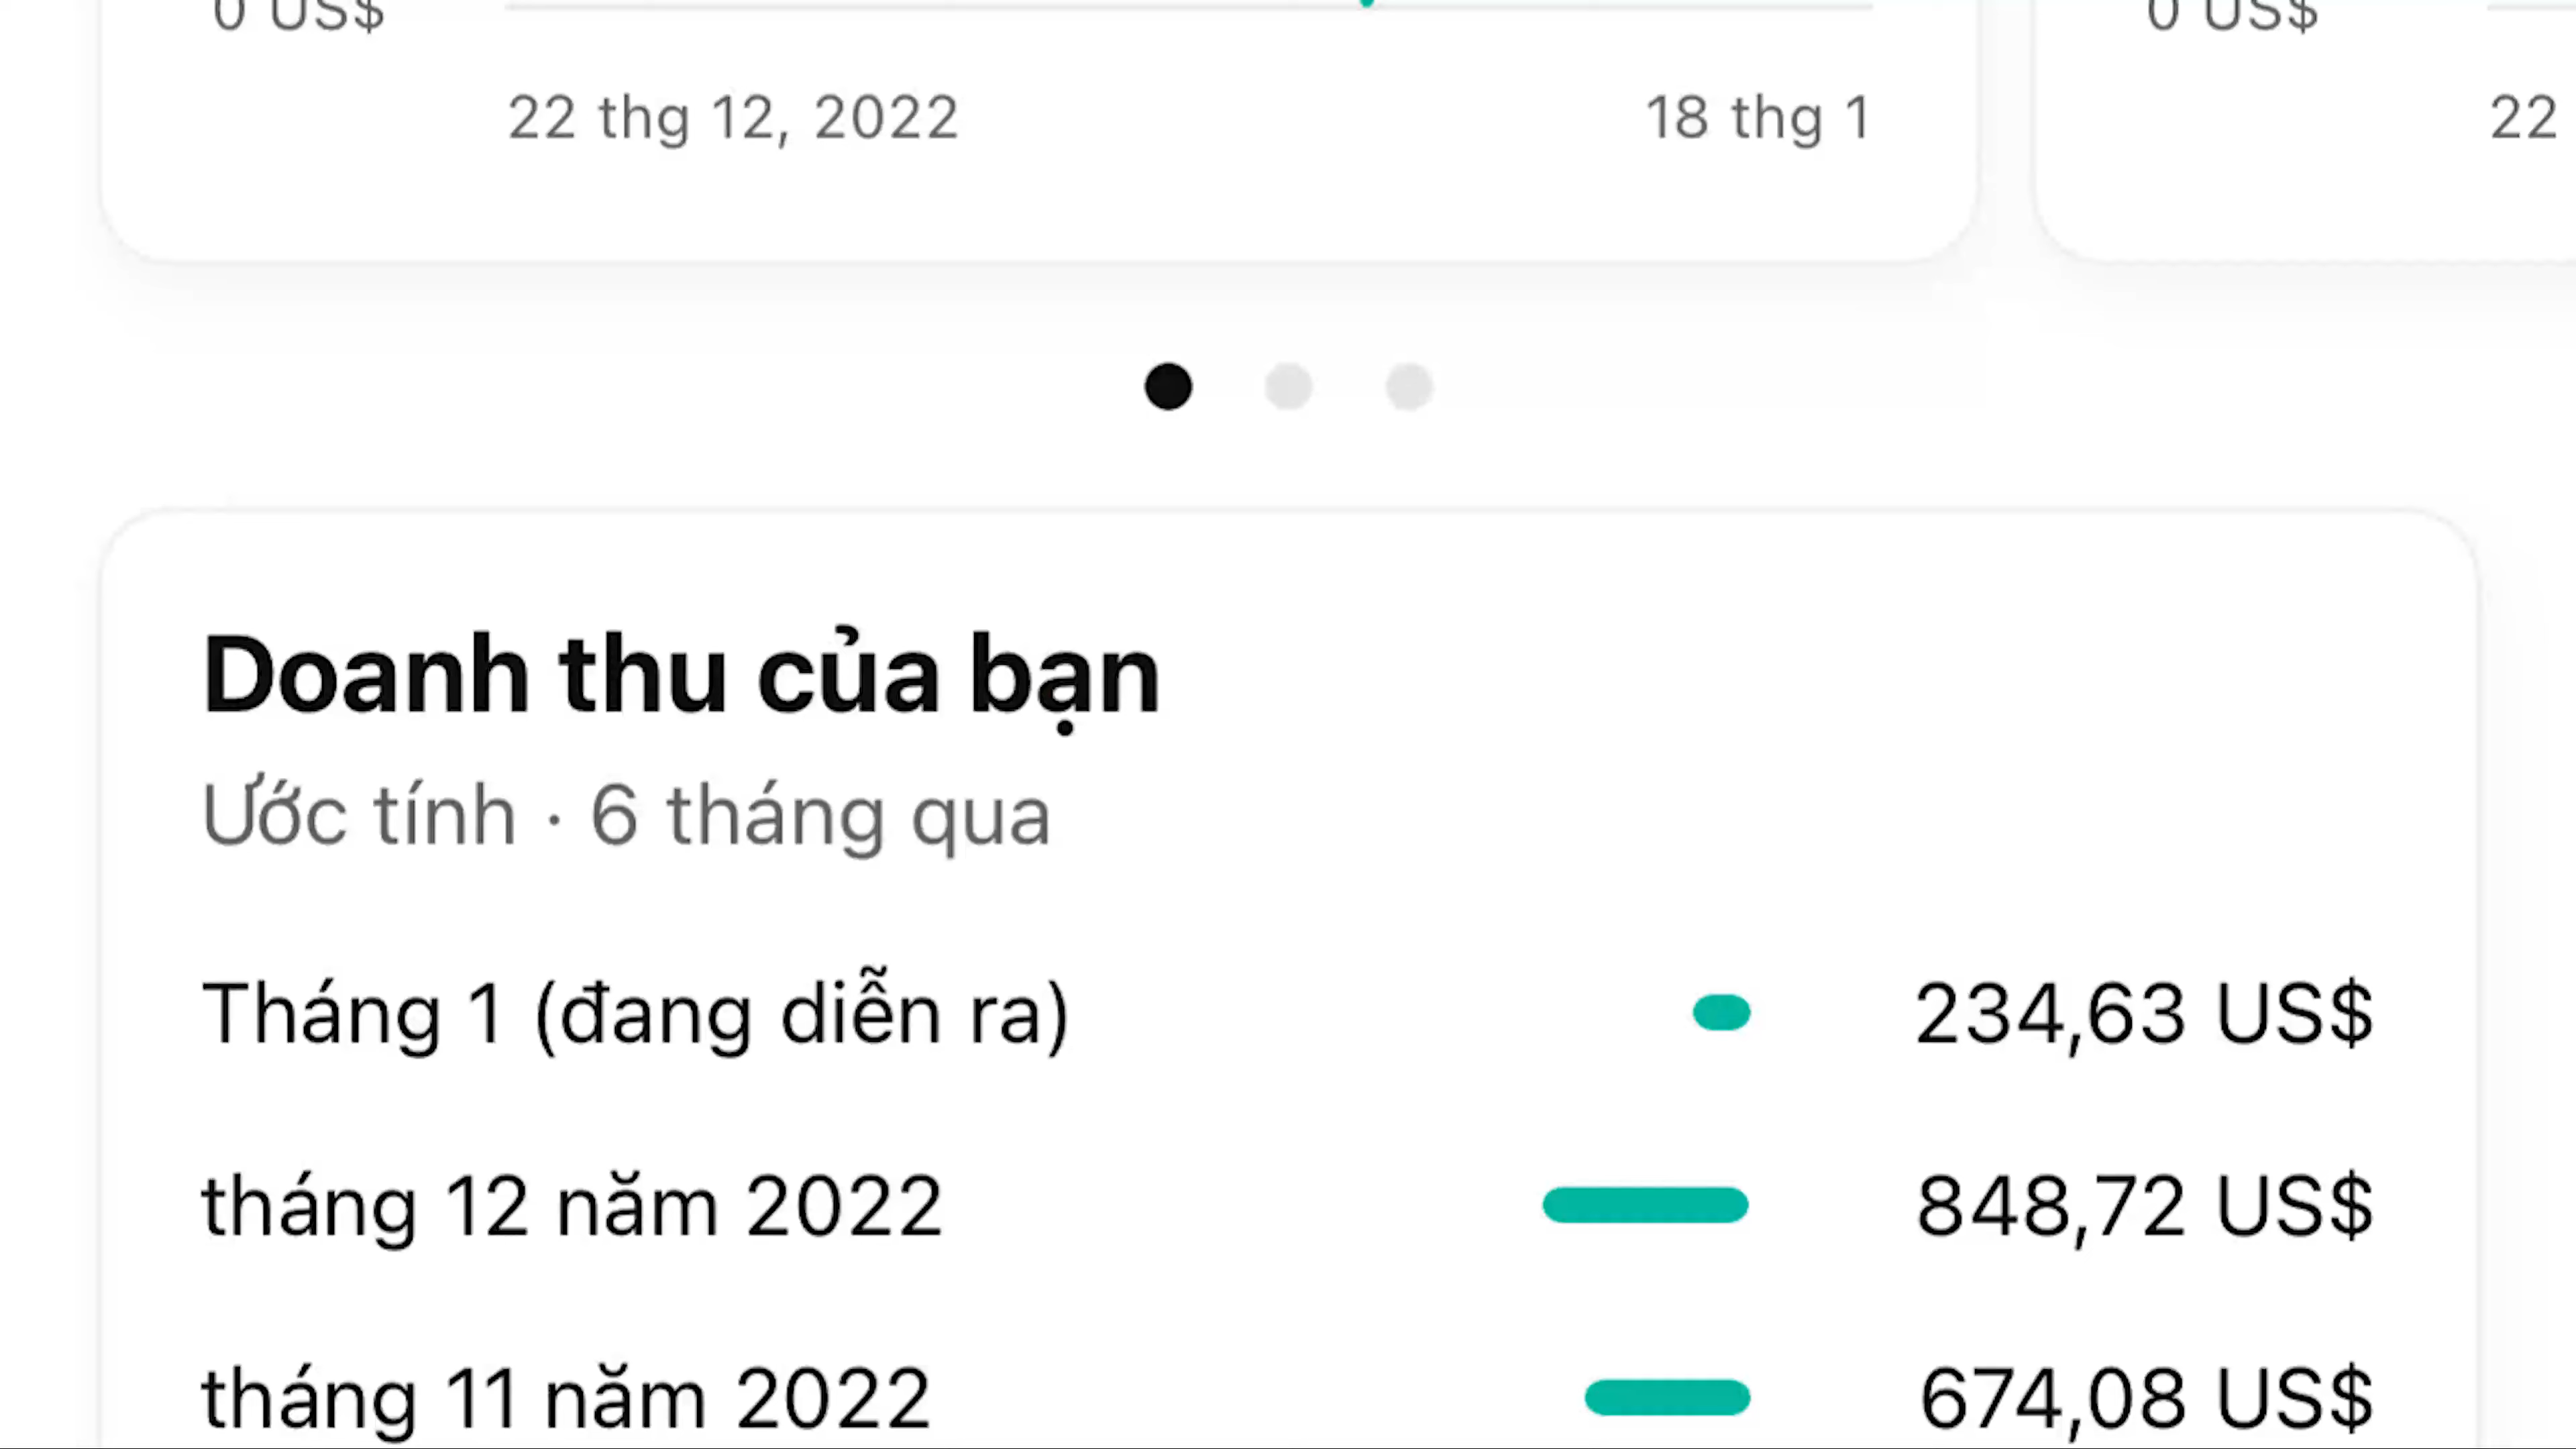 0 US$ 0 US$
22 thg 12, 2022 18 thg 1 22
Doanh thu của bạn
Ước tính · 6 tháng qua
Tháng 1 (đang diễn ra) 234,63 US$
tháng 12 năm 2022 848,72 US$
tháng 11 năm 2022 674,08 US$